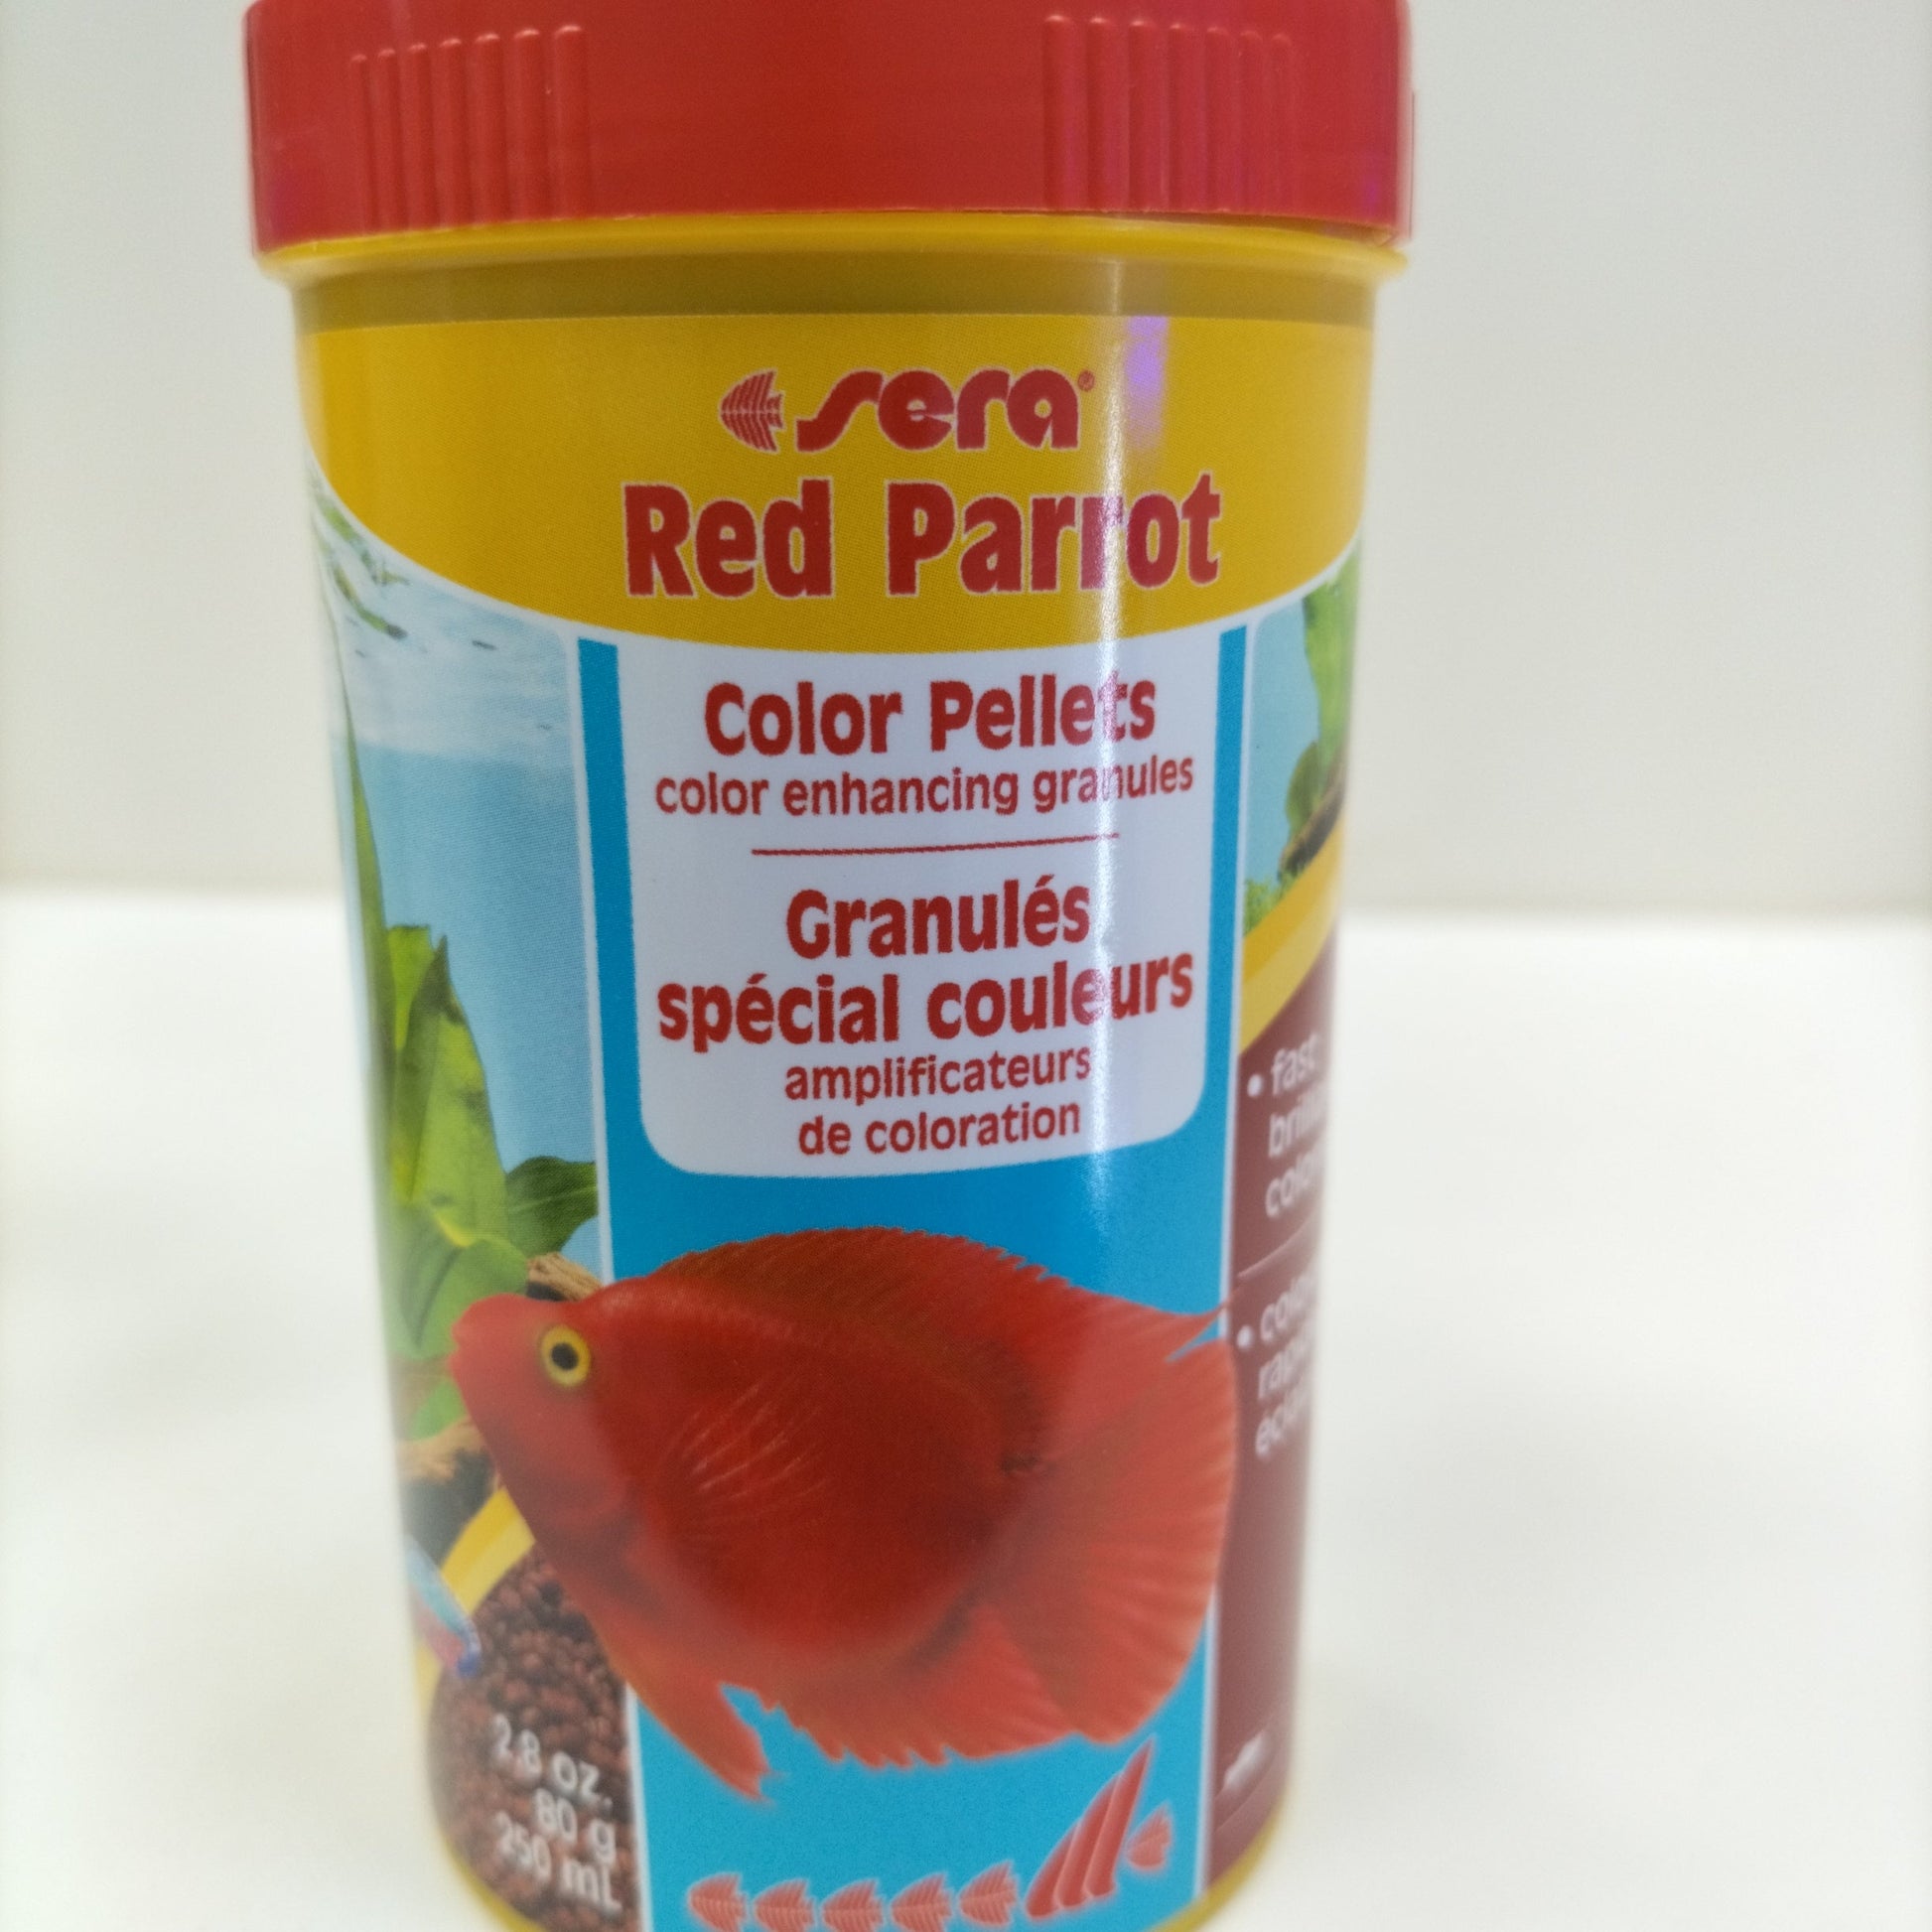 sera®
Red Parrot
Color Pellets
color enhancing granules
Granulés
spécial couleurs
amplificateurs
de coloration
• fast
2.8 oz.
80 g
250 mL